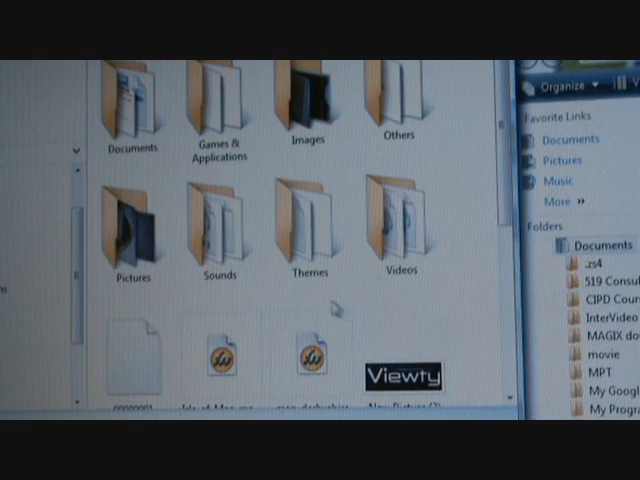 Documents
Games &
Applications
Images
Others
Pictures
Sounds
Themes
Videos
Viewty
Organize
Favorite Links
Documents
Pictures
Music
More »
Folders
Documents
.zs4
519 Consul
CIPD Cour
InterVideo
MAGIX do
movie
MPT
My Googl
My Progra